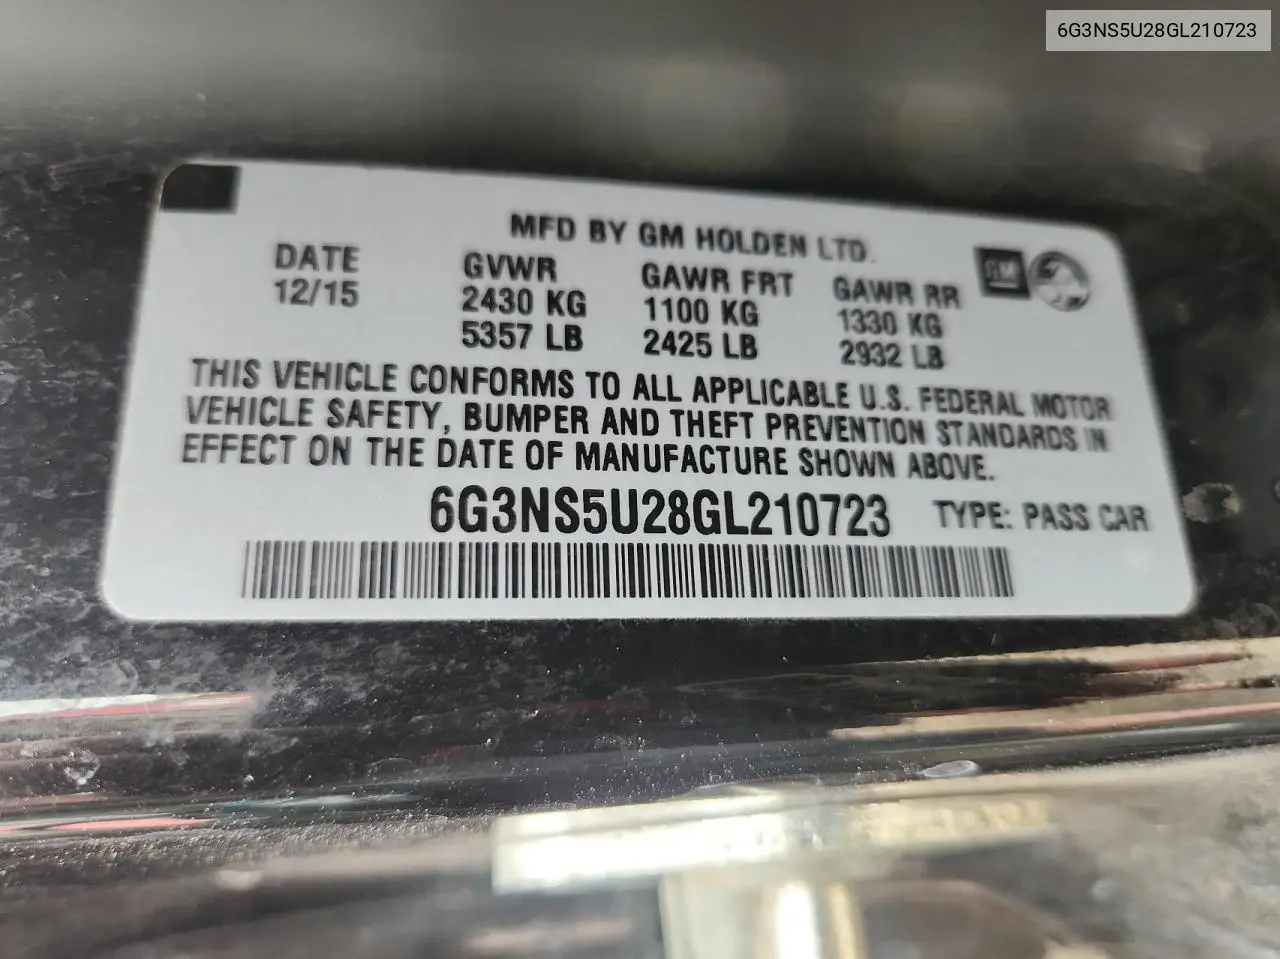 6G3NS5U28GL210723
MFD BY GM HOLDEN LTD.
DATE GVWR GAWR FRT GAWR RR GM
12/15 2430 KG 1100 KG 1330 KG
5357 LB 2425 LB 2932 LB
THIS VEHICLE CONFORMS TO ALL APPLICABLE U.S. FEDERAL MOTOR
VEHICLE SAFETY, BUMPER AND THEFT PREVENTION STANDARDS IN
EFFECT ON THE DATE OF MANUFACTURE SHOWN ABOVE.
6G3NS5U28GL210723 TYPE: PASS CAR